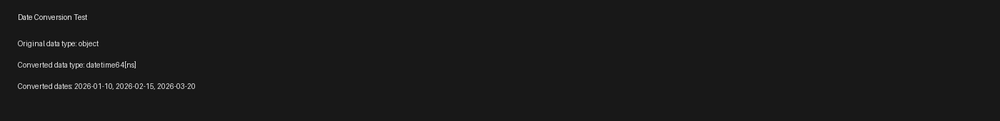 Date Conversion Test
Original data type: object
Converted data type: datetime64[ns]
Converted dates: 2026-01-10, 2026-02-15, 2026-03-20